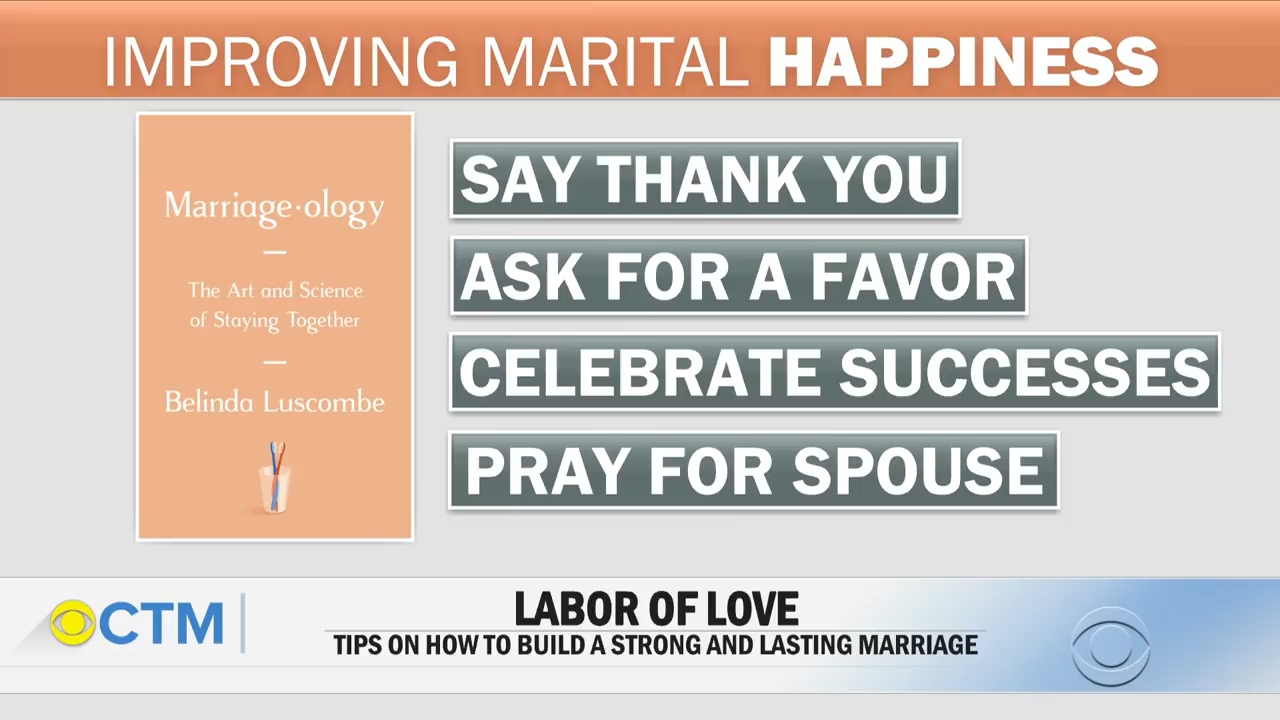 IMPROVING MARITAL HAPPINESS
Marriage·ology
The Art and Science
of Staying Together
Belinda Luscombe
SAY THANK YOU
ASK FOR A FAVOR
CELEBRATE SUCCESSES
PRAY FOR SPOUSE
CTM
LABOR OF LOVE
TIPS ON HOW TO BUILD A STRONG AND LASTING MARRIAGE